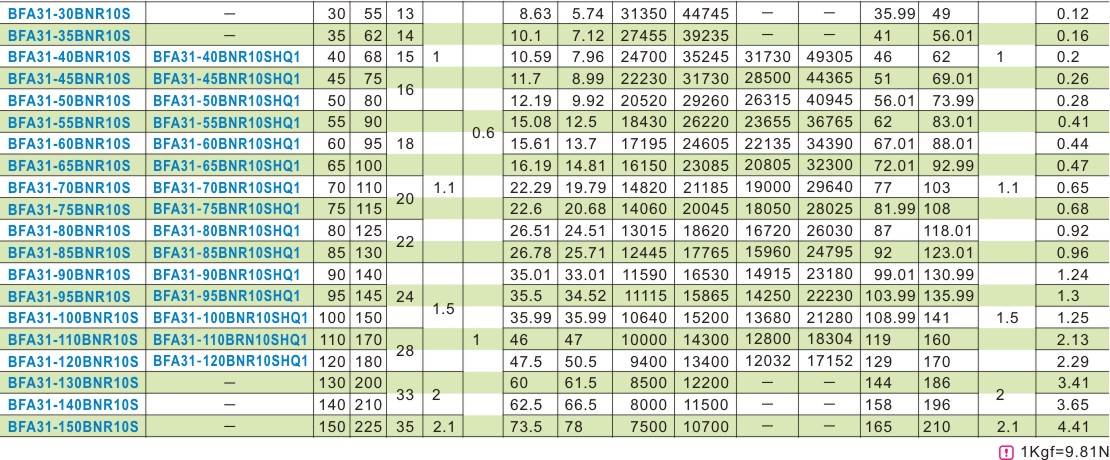 BFA31-30BNR10S — 30 55 13 8.63 5.74 31350 44745 — — 35.99 49 0.12
BFA31-35BNR10S — 35 62 14 10.1 7.12 27455 39235 — — 41 56.01 0.16
BFA31-40BNR10S BFA31-40BNR10SHQ1 40 68 15 1 10.59 7.96 24700 35245 31730 49305 46 62 1 0.2
BFA31-45BNR10S BFA31-45BNR10SHQ1 45 75 11.7 8.99 22230 31730 28500 44365 51 69.01 0.26
16
BFA31-50BNR10S BFA31-50BNR10SHQ1 50 80 12.19 9.92 20520 29260 26315 40945 56.01 73.99 0.28
BFA31-55BNR10S BFA31-55BNR10SHQ1 55 90 15.08 12.5 18430 26220 23655 36765 62 83.01 0.41
0.6
BFA31-60BNR10S BFA31-60BNR10SHQ1 60 95 18 15.61 13.7 17195 24605 22135 34390 67.01 88.01 0.44
BFA31-65BNR10S BFA31-65BNR10SHQ1 65 100 16.19 14.81 16150 23085 20805 32300 72.01 92.99 0.47
BFA31-70BNR10S BFA31-70BNR10SHQ1 70 110 1.1 22.29 19.79 14820 21185 19000 29640 77 103 1.1 0.65
20
BFA31-75BNR10S BFA31-75BNR10SHQ1 75 115 22.6 20.68 14060 20045 18050 28025 81.99 108 0.68
BFA31-80BNR10S BFA31-80BNR10SHQ1 80 125 26.51 24.51 13015 18620 16720 26030 87 118.01 0.92
22
BFA31-85BNR10S BFA31-85BNR10SHQ1 85 130 26.78 25.71 12445 17765 15960 24795 92 123.01 0.96
BFA31-90BNR10S BFA31-90BNR10SHQ1 90 140 35.01 33.01 11590 16530 14915 23180 99.01 130.99 1.24
BFA31-95BNR10S BFA31-95BNR10SHQ1 95 145 24 35.5 34.52 11115 15865 14250 22230 103.99 135.99 1.3
1.5
BFA31-100BNR10S BFA31-100BNR10SHQ1 100 150 35.99 35.99 10640 15200 13680 21280 108.99 141 1.5 1.25
BFA31-110BNR10S BFA31-110BRN10SHQ1 110 170 1 46 47 10000 14300 12800 18304 119 160 2.13
28
BFA31-120BNR10S BFA31-120BNR10SHQ1 120 180 47.5 50.5 9400 13400 12032 17152 129 170 2.29
BFA31-130BNR10S — 130 200 60 61.5 8500 12200 — — 144 186 3.41
33 2 2
BFA31-140BNR10S — 140 210 62.5 66.5 8000 11500 — — 158 196 3.65
BFA31-150BNR10S — 150 225 35 2.1 73.5 78 7500 10700 — — 165 210 2.1 4.41
! 1Kgf=9.81N